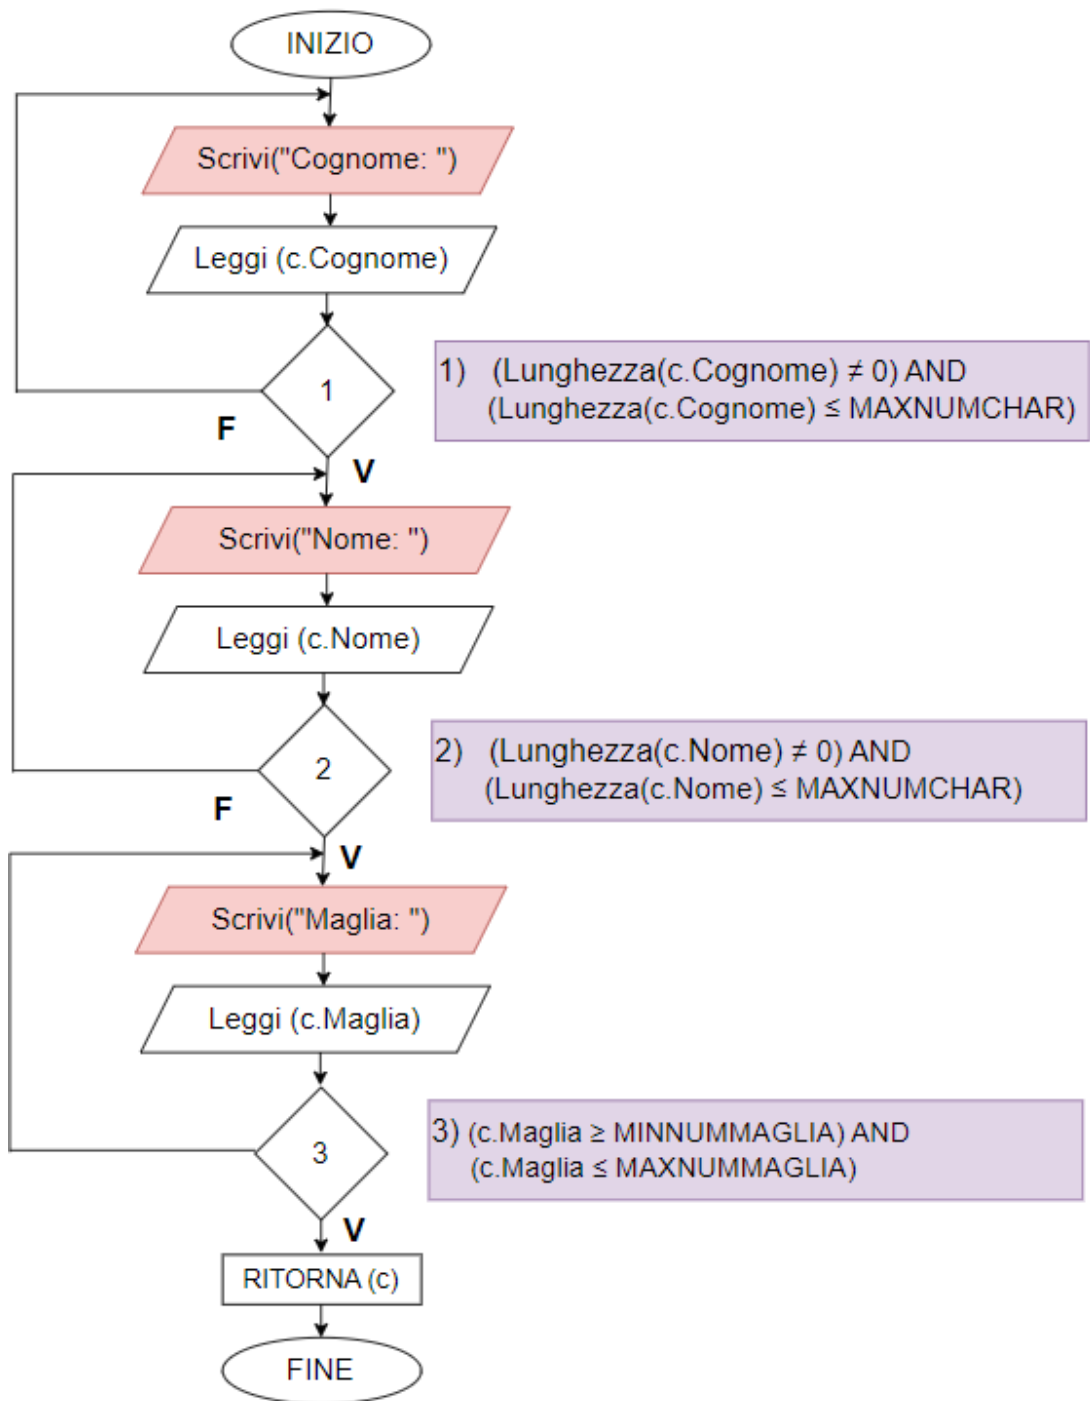 INIZIO
Scrivi("Cognome: ")
Leggi (c.Cognome)
1
F
V
1) (Lunghezza(c.Cognome) ≠ 0) AND
(Lunghezza(c.Cognome) ≤ MAXNUMCHAR)
Scrivi("Nome: ")
Leggi (c.Nome)
2
F
V
2) (Lunghezza(c.Nome) ≠ 0) AND
(Lunghezza(c.Nome) ≤ MAXNUMCHAR)
Scrivi("Maglia: ")
Leggi (c.Maglia)
3
V
3) (c.Maglia ≥ MINNUMMAGLIA) AND
(c.Maglia ≤ MAXNUMMAGLIA)
RITORNA (c)
FINE